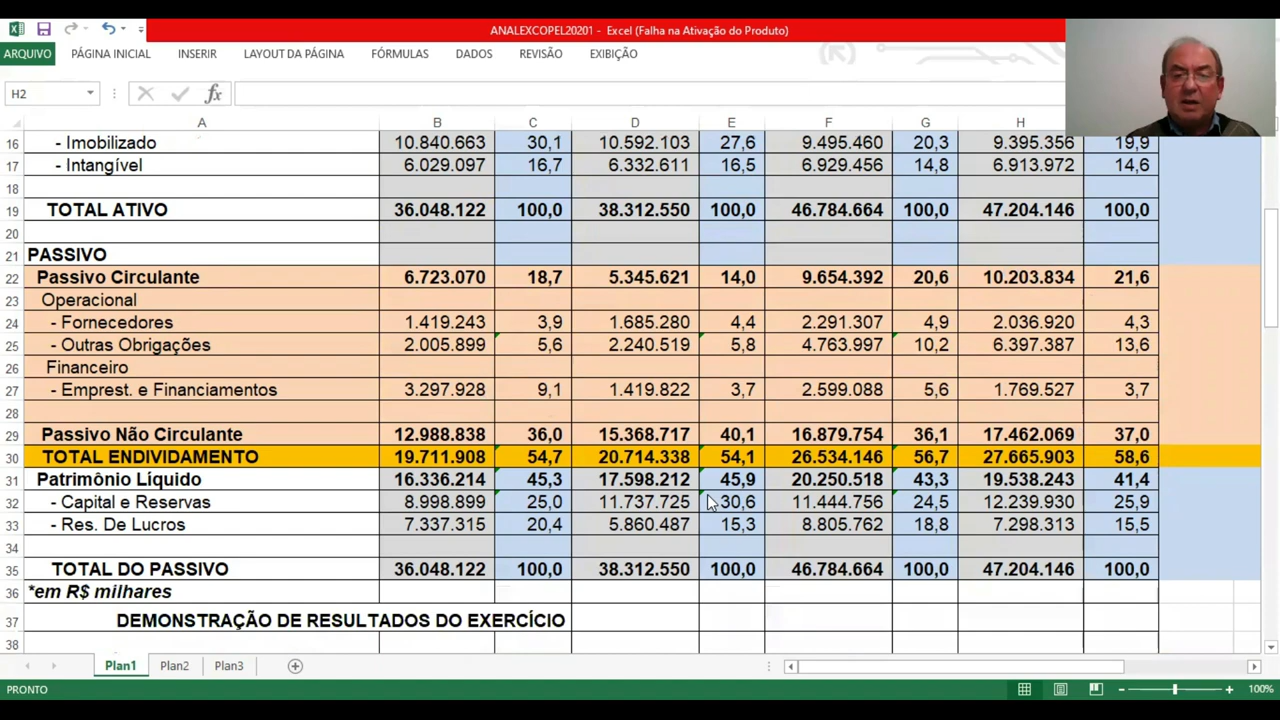 ANALEXCOPEL20201 - Excel (Falha na Ativação do Produto)
ARQUIVO PÁGINA INICIAL INSERIR LAYOUT DA PÁGINA FÓRMULAS DADOS REVISÃO EXIBIÇÃO
H2 fx
A B C D E F G H
16 - Imobilizado 10.840.663 30,1 10.592.103 27,6 9.495.460 20,3 9.395.356 19,9
17 - Intangível 6.029.097 16,7 6.332.611 16,5 6.929.456 14,8 6.913.972 14,6
18
19 TOTAL ATIVO 36.048.122 100,0 38.312.550 100,0 46.784.664 100,0 47.204.146 100,0
20
21 PASSIVO
22 Passivo Circulante 6.723.070 18,7 5.345.621 14,0 9.654.392 20,6 10.203.834 21,6
23 Operacional
24 - Fornecedores 1.419.243 3,9 1.685.280 4,4 2.291.307 4,9 2.036.920 4,3
25 - Outras Obrigações 2.005.899 5,6 2.240.519 5,8 4.763.997 10,2 6.397.387 13,6
26 Financeiro
27 - Emprest. e Financiamentos 3.297.928 9,1 1.419.822 3,7 2.599.088 5,6 1.769.527 3,7
28
29 Passivo Não Circulante 12.988.838 36,0 15.368.717 40,1 16.879.754 36,1 17.462.069 37,0
30 TOTAL ENDIVIDAMENTO 19.711.908 54,7 20.714.338 54,1 26.534.146 56,7 27.665.903 58,6
31 Patrimônio Líquido 16.336.214 45,3 17.598.212 45,9 20.250.518 43,3 19.538.243 41,4
32 - Capital e Reservas 8.998.899 25,0 11.737.725 30,6 11.444.756 24,5 12.239.930 25,9
33 - Res. De Lucros 7.337.315 20,4 5.860.487 15,3 8.805.762 18,8 7.298.313 15,5
34
35 TOTAL DO PASSIVO 36.048.122 100,0 38.312.550 100,0 46.784.664 100,0 47.204.146 100,0
36 *em R$ milhares
37 DEMONSTRAÇÃO DE RESULTADOS DO EXERCÍCIO
38
Plan1 Plan2 Plan3
PRONTO 100%